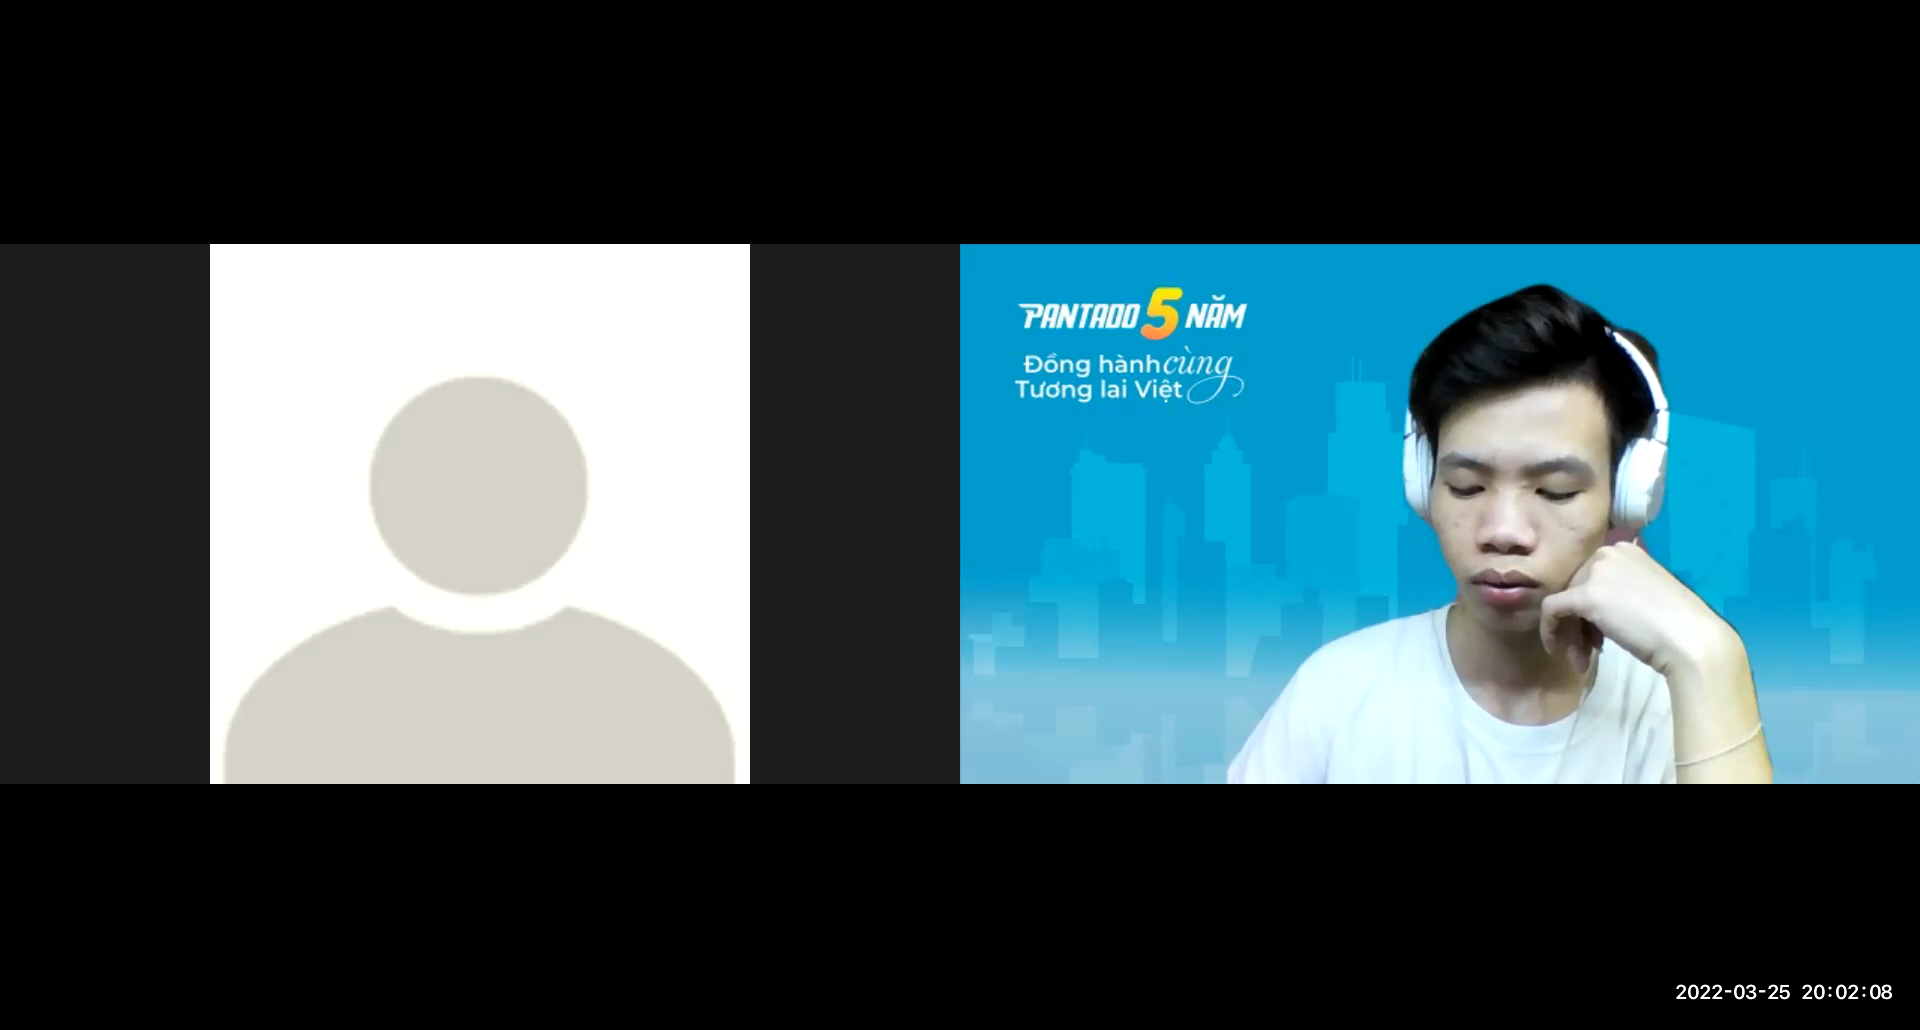 PANTADO 5 NĂM
Đồng hành cùng
Tương lai Việt
2022-03-25 20:02:08